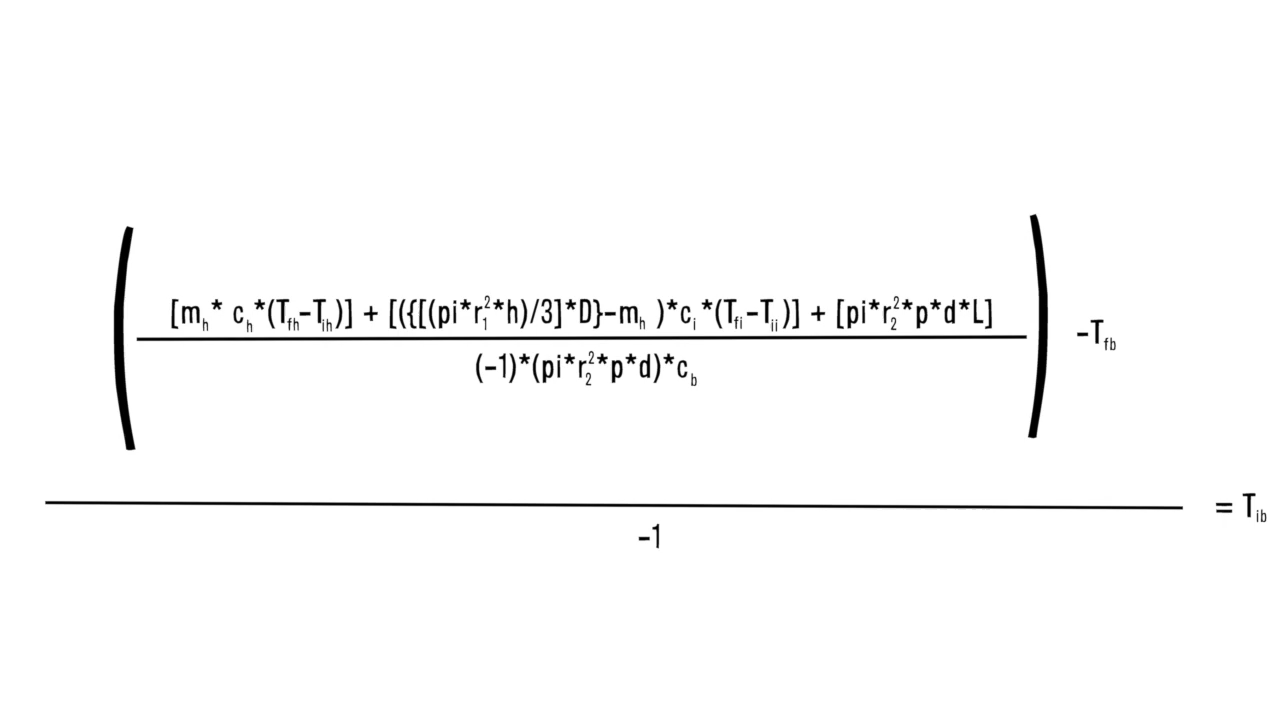 [m_h* c_h*(T_fh-T_ih)] + [({[(pi*r_1^2*h)/3]*D}-m_h )*c_i*(T_fi-T_ii)] + [pi*r_2^2*p*d*L]
(-1)*(pi*r_2^2*p*d)*c_b
-T_fb
-1
= T_ib